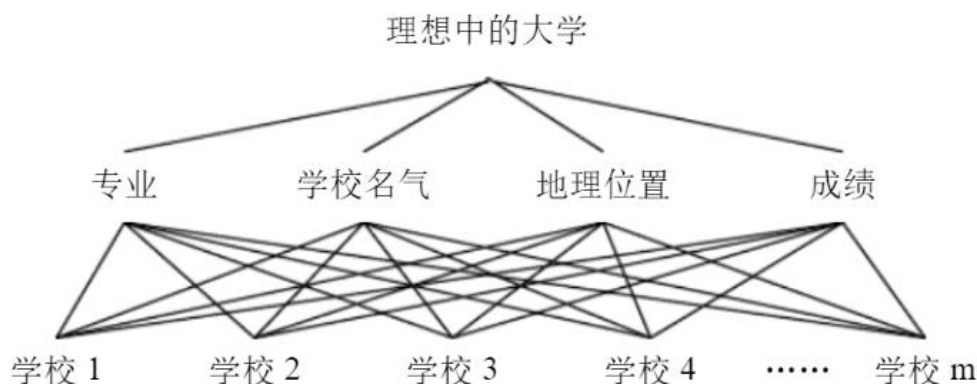 理想中的大学
专业 学校名气 地理位置 成绩
学校 1 学校 2 学校 3 学校 4 …… 学校 m